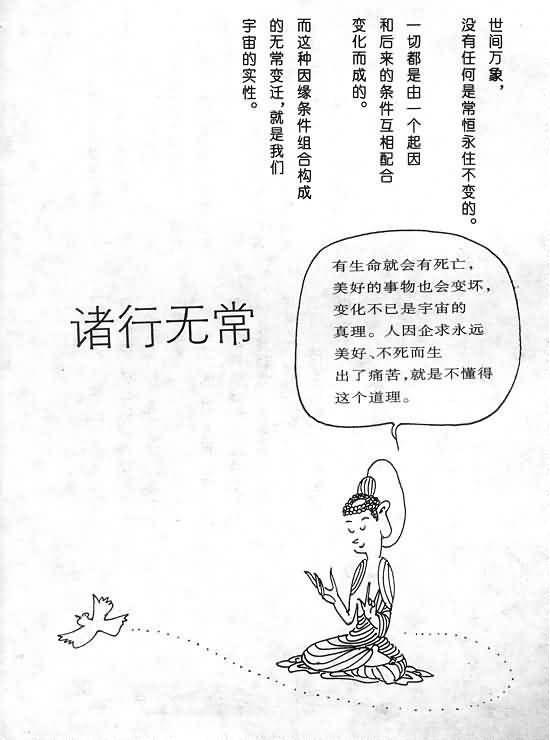 世间万象，
没有任何是常恒永住不变的。
一切都是由一个起因
和后来的条件互相配合
变化而成的。
而这种因缘条件组合构成
的无常变迁，就是我们
宇宙的实性。
诸行无常
有生命就会有死亡，
美好的事物也会变坏，
变化不已是宇宙的
真理。人因企求永远
美好、不死而生
出了痛苦，就是不懂得
这个道理。